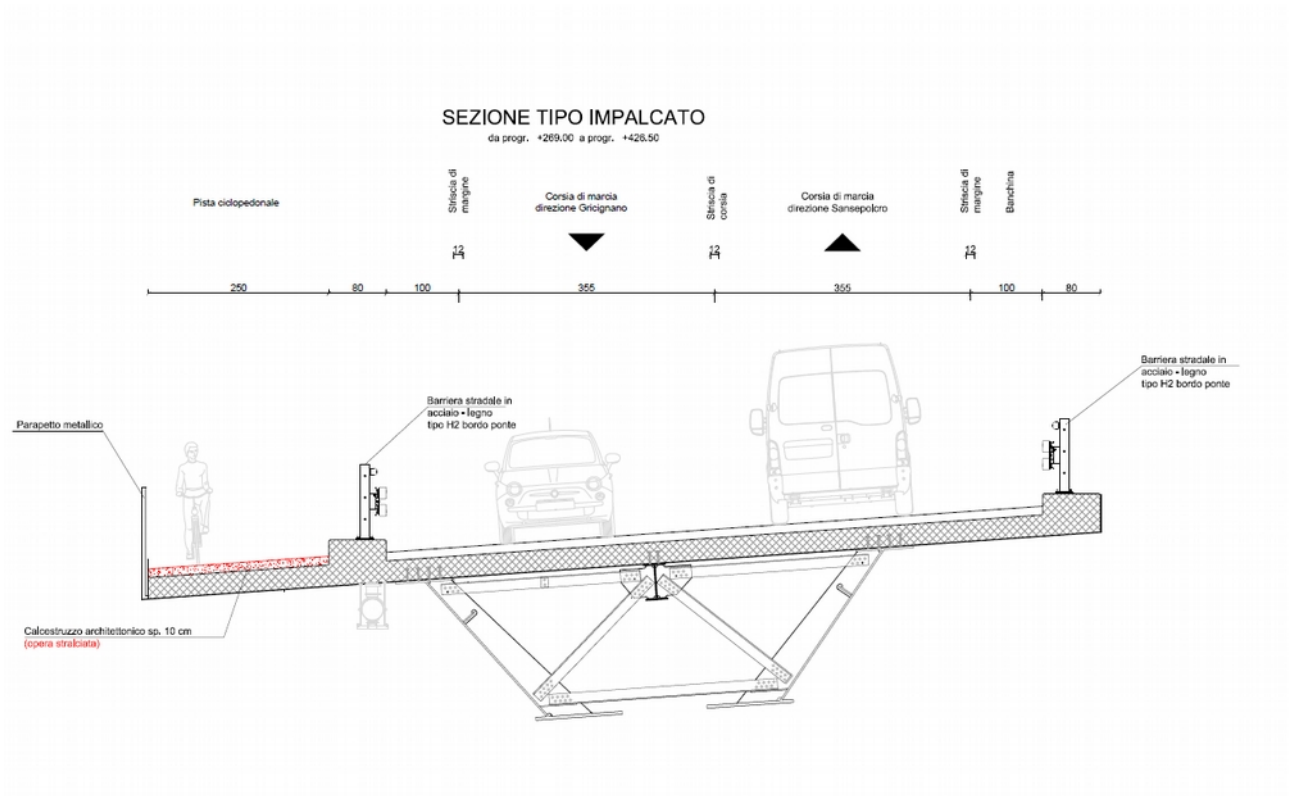 SEZIONE TIPO IMPALCATO
da progr. +269.00 a progr. +426.50
Pista ciclopedonale
Striscia di
margine
Corsia di marcia
direzione Gricignano
Striscia di
corsia
Corsia di marcia
direzione Sansepolcro
Striscia di
margine
Banchina
12
12
12
250
80
100
355
355
100
80
Barriera stradale in
acciaio - legno
tipo H2 bordo ponte
Barriera stradale in
acciaio - legno
tipo H2 bordo ponte
Parapetto metallico
Calcestruzzo architettonico sp. 10 cm
(opera stralciata)